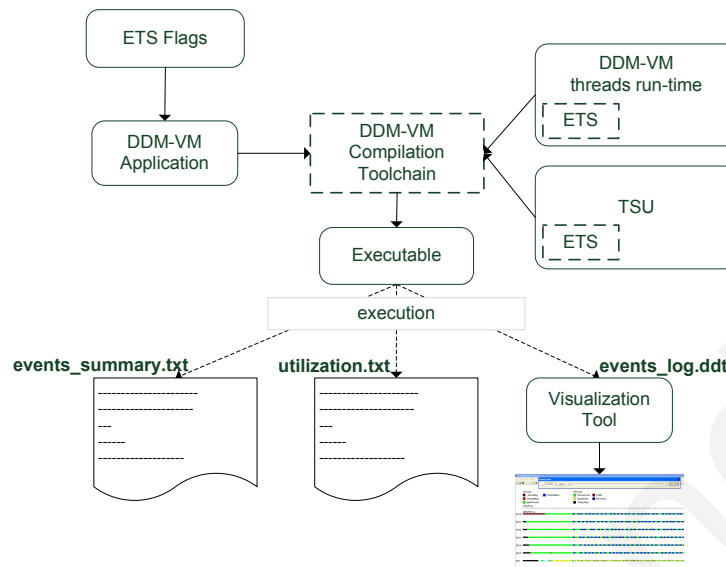 ETS Flags
DDM-VM
threads run-time
ETS
DDM-VM
Application
DDM-VM
Compilation
Toolchain
TSU
ETS
Executable
execution
events_summary.txt
utilization.txt
events_log.ddt
Visualization
Tool